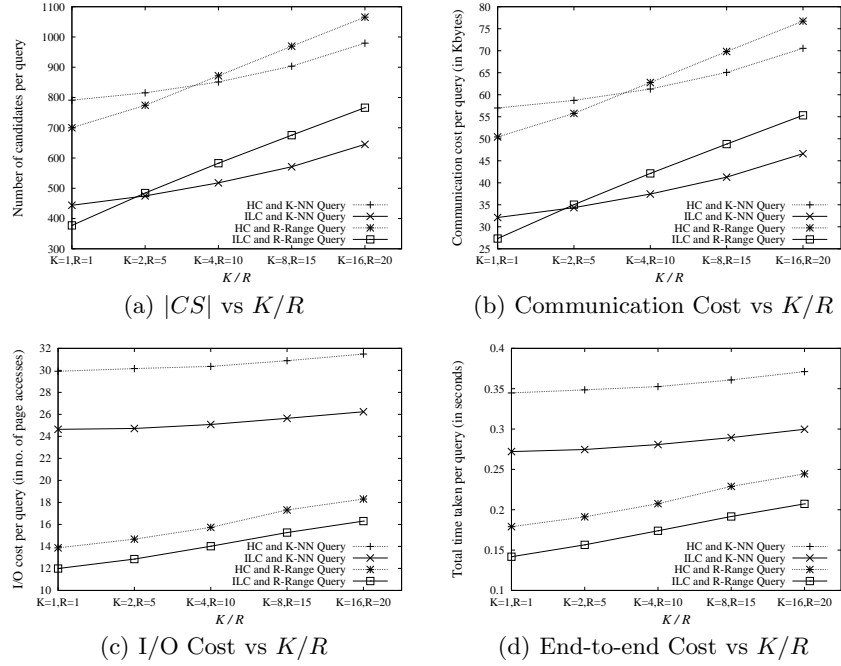 Number of candidates per query
1100
1000
900
800
700
600
500
400
300
K=1,R=1
K=2,R=5
K=4,R=10
K=8,R=15
K=16,R=20
K / R
HC and K-NN Query
ILC and K-NN Query
HC and R-Range Query
ILC and R-Range Query
(a) |CS| vs K/R
Communication cost per query (in Kbytes)
80
75
70
65
60
55
50
45
40
35
30
25
K=1,R=1
K=2,R=5
K=4,R=10
K=8,R=15
K=16,R=20
K / R
HC and K-NN Query
ILC and K-NN Query
HC and R-Range Query
ILC and R-Range Query
(b) Communication Cost vs K/R
I/O cost per query (in no. of page accesses)
32
30
28
26
24
22
20
18
16
14
12
10
K=1,R=1
K=2,R=5
K=4,R=10
K=8,R=15
K=16,R=20
K / R
HC and K-NN Query
ILC and K-NN Query
HC and R-Range Query
ILC and R-Range Query
(c) I/O Cost vs K/R
Total time taken per query (in seconds)
0.4
0.35
0.3
0.25
0.2
0.15
0.1
K=1,R=1
K=2,R=5
K=4,R=10
K=8,R=15
K=16,R=20
K / R
HC and K-NN Query
ILC and K-NN Query
HC and R-Range Query
ILC and R-Range Query
(d) End-to-end Cost vs K/R